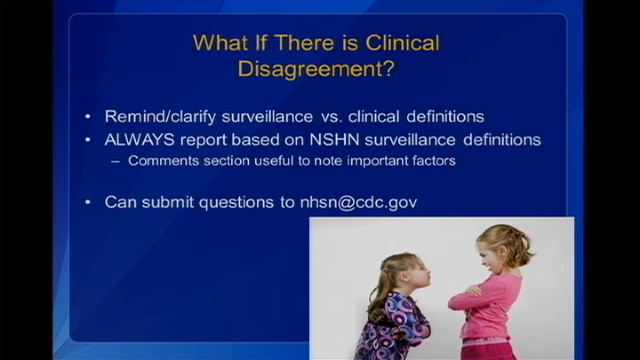 What If There is Clinical
Disagreement?
• Remind/clarify surveillance vs. clinical definitions
• ALWAYS report based on NSHN surveillance definitions
– Comments section useful to note important factors
• Can submit questions to nhsn@cdc.gov